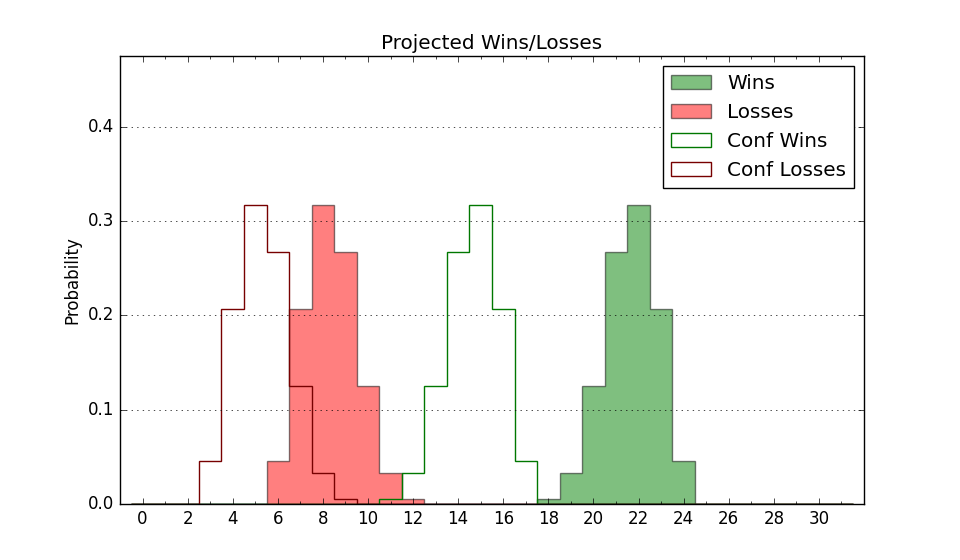 Projected Wins/Losses
Wins
Losses
Conf Wins
Conf Losses
Probability
0.4
0.3
0.2
0.1
0.0
0 2 4 6 8 10 12 14 16 18 20 22 24 26 28 30